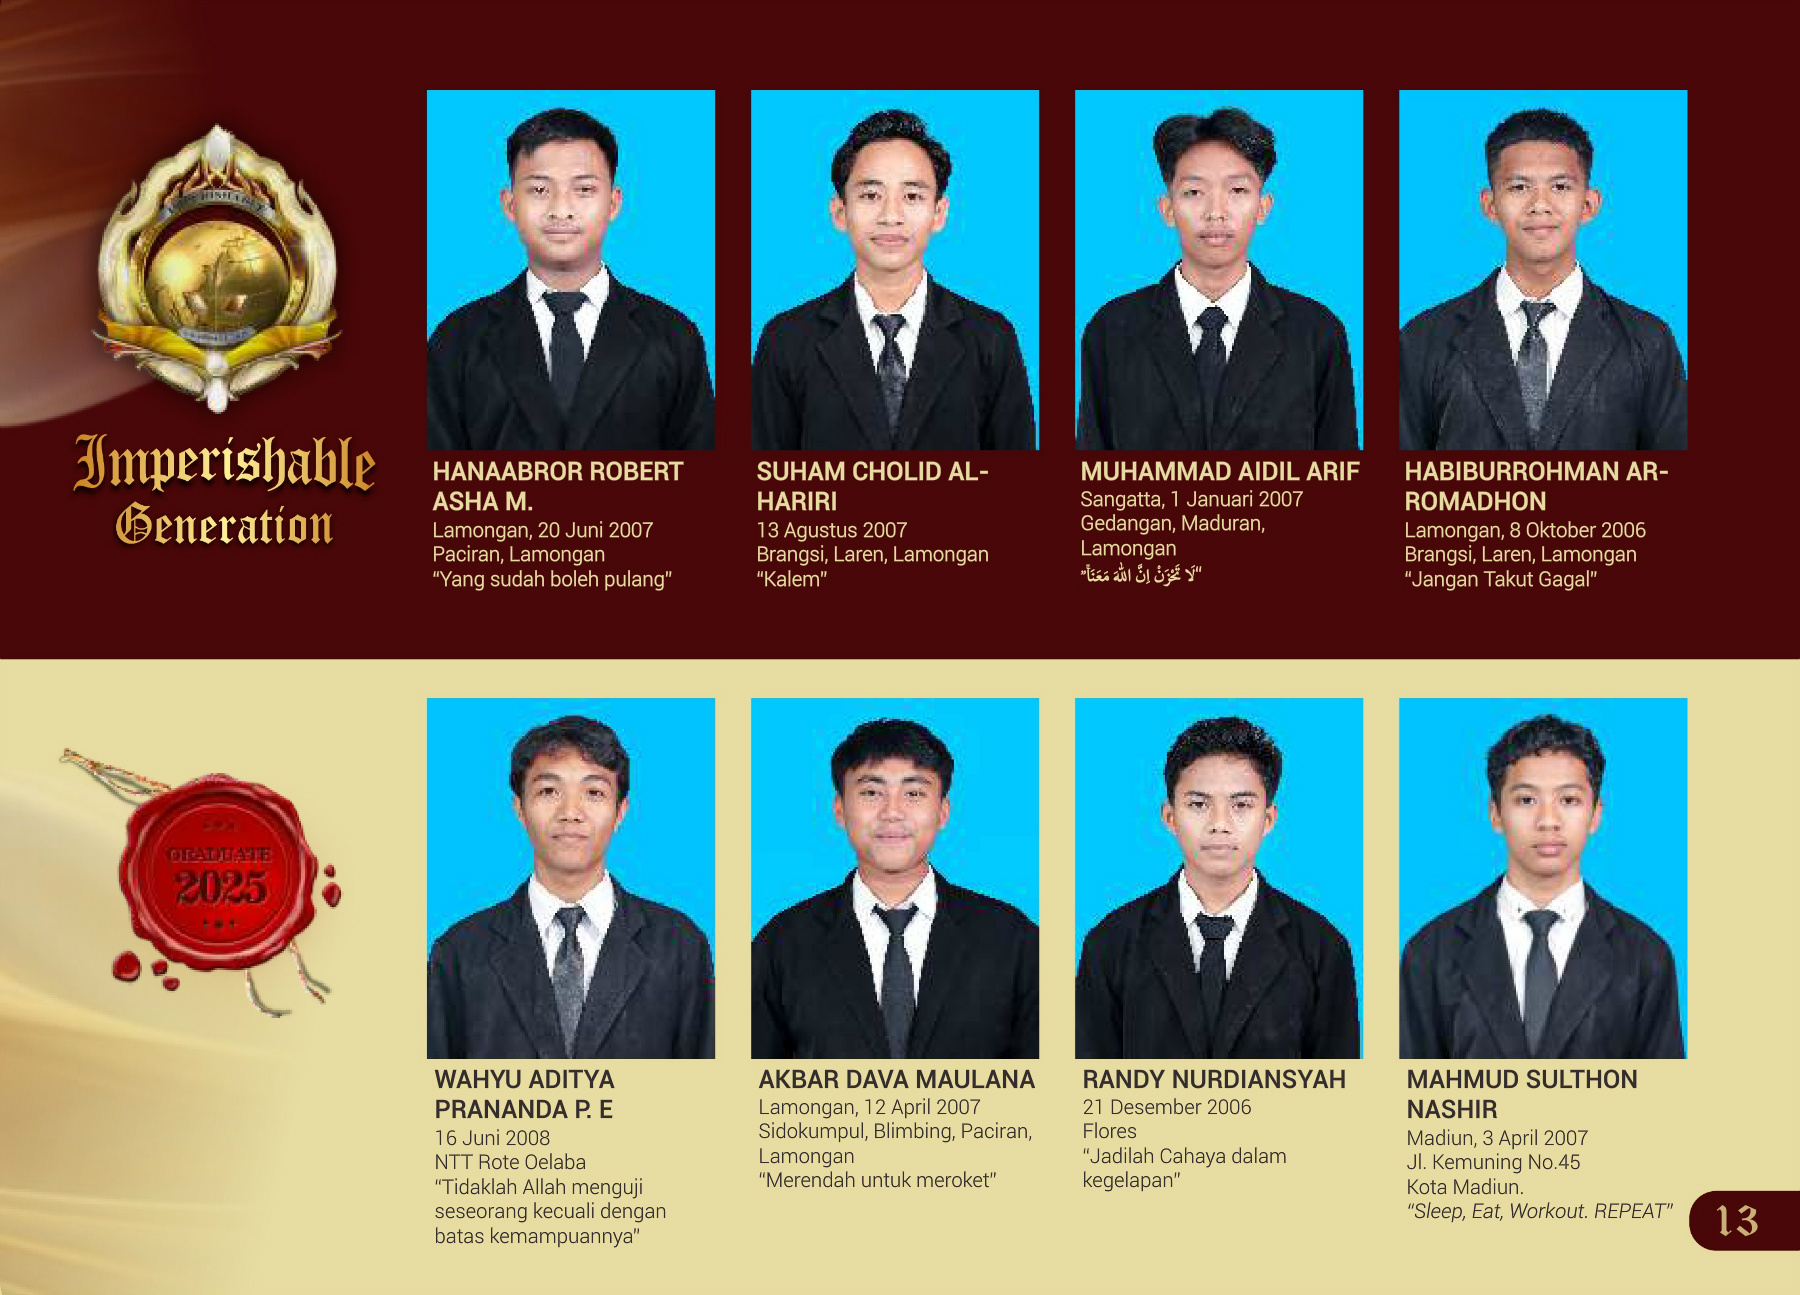 Imperishable
Generation
HANAABROR ROBERT
ASHA M.
Lamongan, 20 Juni 2007
Paciran, Lamongan
“Yang sudah boleh pulang”
SUHAM CHOLID AL-
HARIRI
13 Agustus 2007
Brangsi, Laren, Lamongan
“Kalem”
MUHAMMAD AIDIL ARIF
Sangatta, 1 Januari 2007
Gedangan, Maduran,
Lamongan
“لَا تَحْزَنْ اِنَّ اللّٰهَ مَعَنَاۚ”
HABIBURROHMAN AR-
ROMADHON
Lamongan, 8 Oktober 2006
Brangsi, Laren, Lamongan
“Jangan Takut Gagal”
GRADUATE
2025
WAHYU ADITYA
PRANANDA P. E
16 Juni 2008
NTT Rote Oelaba
“Tidaklah Allah menguji
seseorang kecuali dengan
batas kemampuannya”
AKBAR DAVA MAULANA
Lamongan, 12 April 2007
Sidokumpul, Blimbing, Paciran,
Lamongan
“Merendah untuk meroket”
RANDY NURDIANSYAH
21 Desember 2006
Flores
“Jadilah Cahaya dalam
kegelapan”
MAHMUD SULTHON
NASHIR
Madiun, 3 April 2007
Jl. Kemuning No.45
Kota Madiun.
“Sleep, Eat, Workout. REPEAT”
13